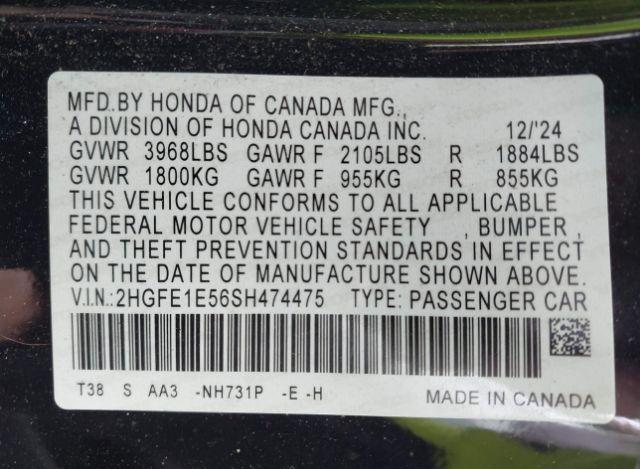 MFD.BY HONDA OF CANADA MFG.,
A DIVISION OF HONDA CANADA INC. 12/'24
GVWR 3968LBS GAWR F 2105LBS R 1884LBS
GVWR 1800KG GAWR F 955KG R 855KG
THIS VEHICLE CONFORMS TO ALL APPLICABLE
FEDERAL MOTOR VEHICLE SAFETY , BUMPER ,
AND THEFT PREVENTION STANDARDS IN EFFECT
ON THE DATE OF MANUFACTURE SHOWN ABOVE.
V.I.N.:2HGFE1E56SH474475 TYPE: PASSENGER CAR
T38 S AA3 -NH731P -E -H MADE IN CANADA